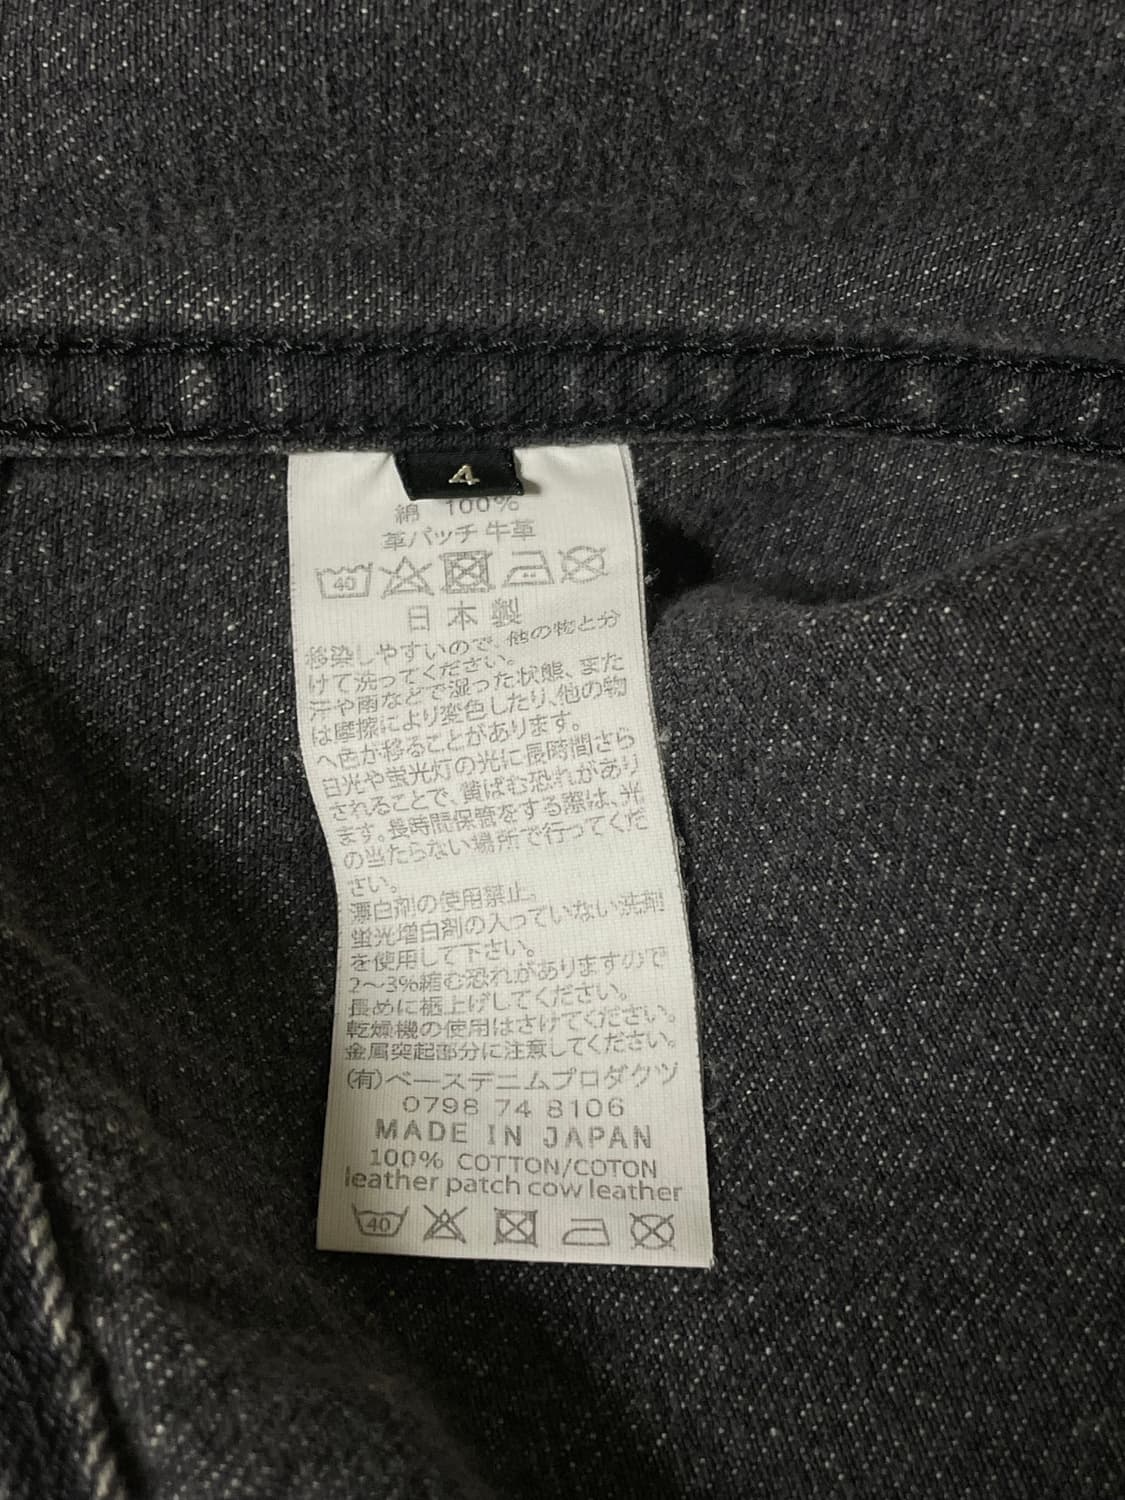 4
綿 100%
革パッチ 牛革
40
日本製
移染しやすいので、他の物と分
けて洗ってください。
汗や雨などで湿った状態、また
は摩擦により変色したり、他の物
へ色が移ることがあります。
日光や蛍光灯の光に長時間さら
されることで、黄ばむ恐れがあり
ます。長時間保管をする際は、光
の当たらない場所で行ってくだ
さい。
漂白剤の使用禁止。
蛍光増白剤の入っていない洗剤
を使用して下さい。
2〜3%縮む恐れがありますので
長めに裾上げしてください。
乾燥機の使用はさけてください。
金属突起部分に注意してください。
(有)ベースデニムプロダクツ
0798 74 8106
MADE IN JAPAN
100% COTTON/COTON
leather patch cow leather
40